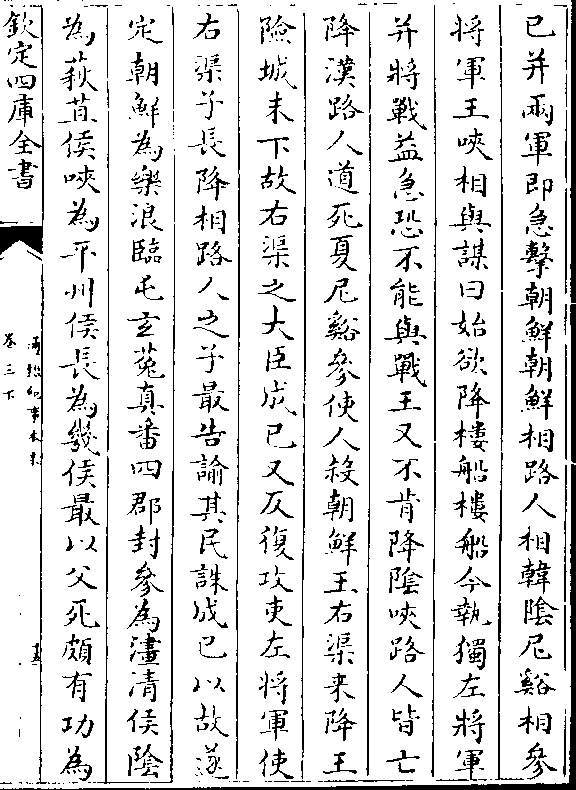 已并兩軍即急擊朝鮮朝鮮相路人相韓陰尼谿相參
將軍王唊相與謀曰始欲降樓船樓船今執獨左將軍
并將戰益急恐不能與戰王又不肯降陰唊路人皆亡
降漢路人道死夏尼谿參使人殺朝鮮王右渠来降王
險城未下故右渠之大臣成已又反復攻吏左將軍使
右渠子長降相路人之子最告諭其民誅成已以故遂
定朝鮮為樂浪臨屯玄菟真番四郡封參為澅清侯陰
為萩苴侯唊為平州侯長為幾侯最以父死頗有功為
欽定四庫全書
卷三下